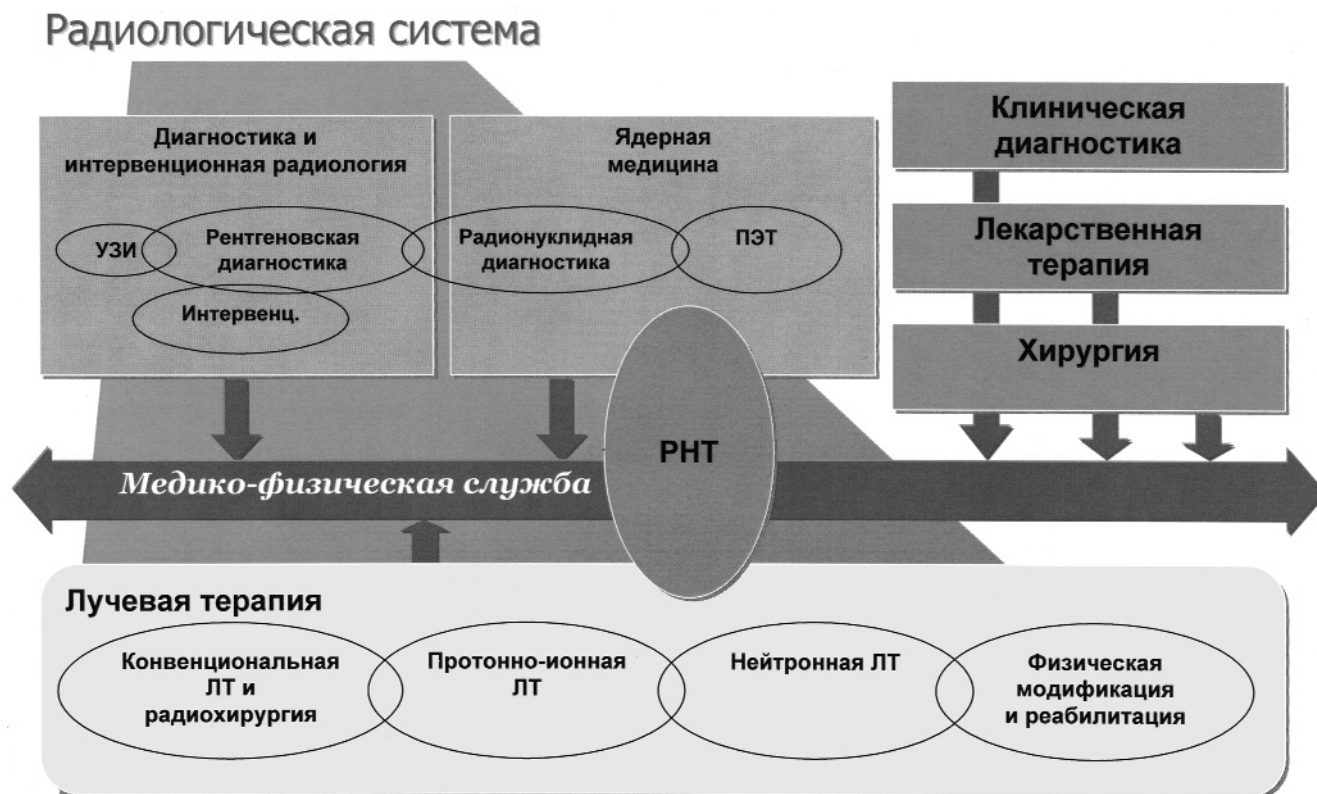 Радиологическая система
Диагностика и
интервенционная радиология
УЗИ
Рентгеновская
диагностика
Интервенц.
Ядерная
медицина
Радионуклидная
диагностика
ПЭТ
Клиническая
диагностика
Лекарственная
терапия
Хирургия
Медико-физическая служба
РНТ
Лучевая терапия
Конвенциональная
ЛТ и
радиохирургия
Протонно-ионная
ЛТ
Нейтронная ЛТ
Физическая
модификация
и реабилитация